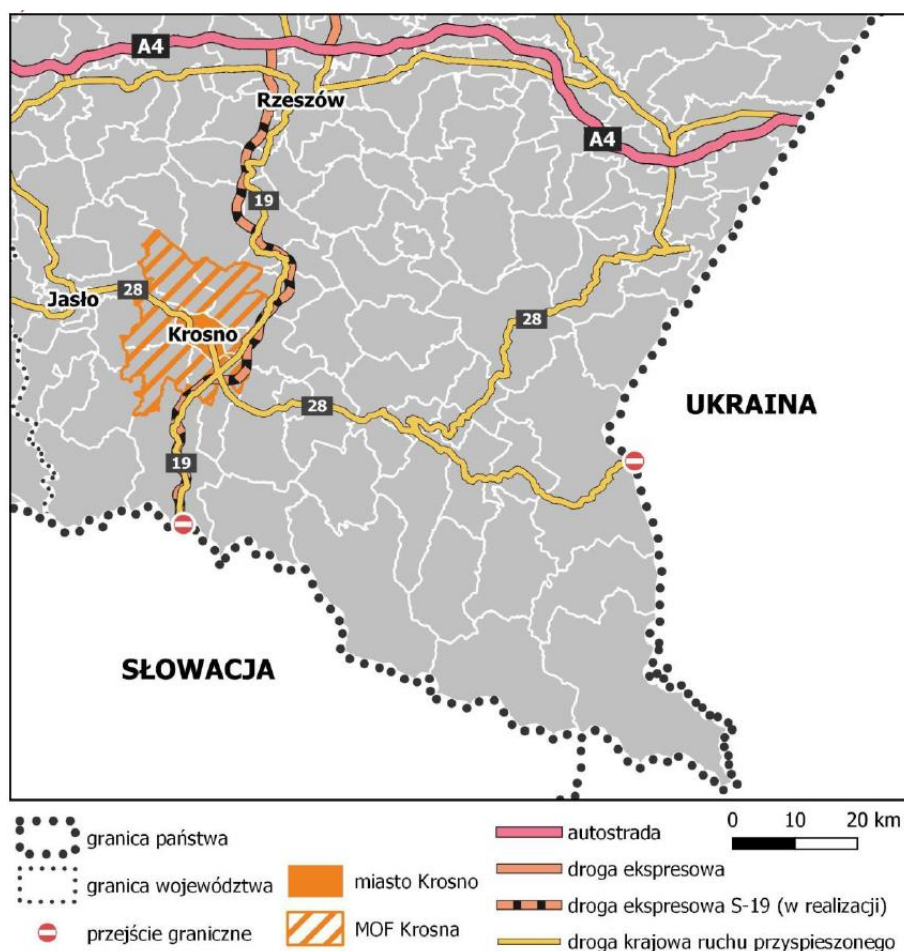 A4
Rzeszów
A4
19
28
Jasło
Krosno
28
28
UKRAINA
19
SŁOWACJA
granica państwa
granica województwa
przejście graniczne
miasto Krosno
MOF Krosna
autostrada
droga ekspresowa
droga ekspresowa S-19 (w realizacji)
droga krajowa ruchu przyspieszonego
0 10 20 km